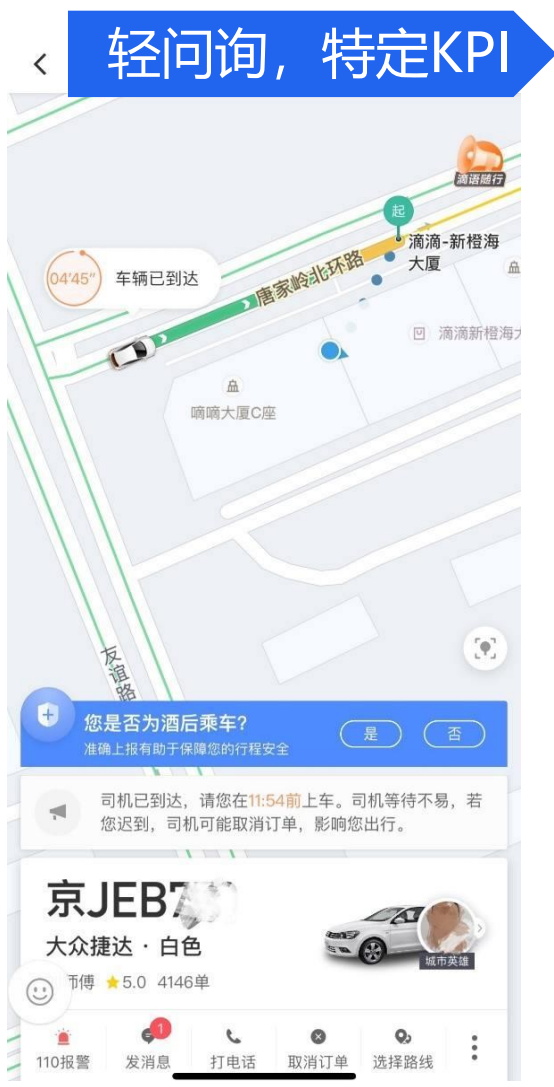 轻问询，特定KPI
滴语随行
起
滴滴-新橙海
大厦
04'45"
车辆已到达
唐家岭北环路
滴滴新橙海大
嘀嘀大厦C座
友谊路
您是否为酒后乘车?
准确上报有助于保障您的行程安全
是
否
司机已到达，请您在11:54前上车。司机等待不易，若
您迟到，司机可能取消订单，影响您出行。
京JEB7
大众捷达 · 白色
城市英雄
师傅 5.0 4146单
1
110报警
发消息
打电话
取消订单
选择路线